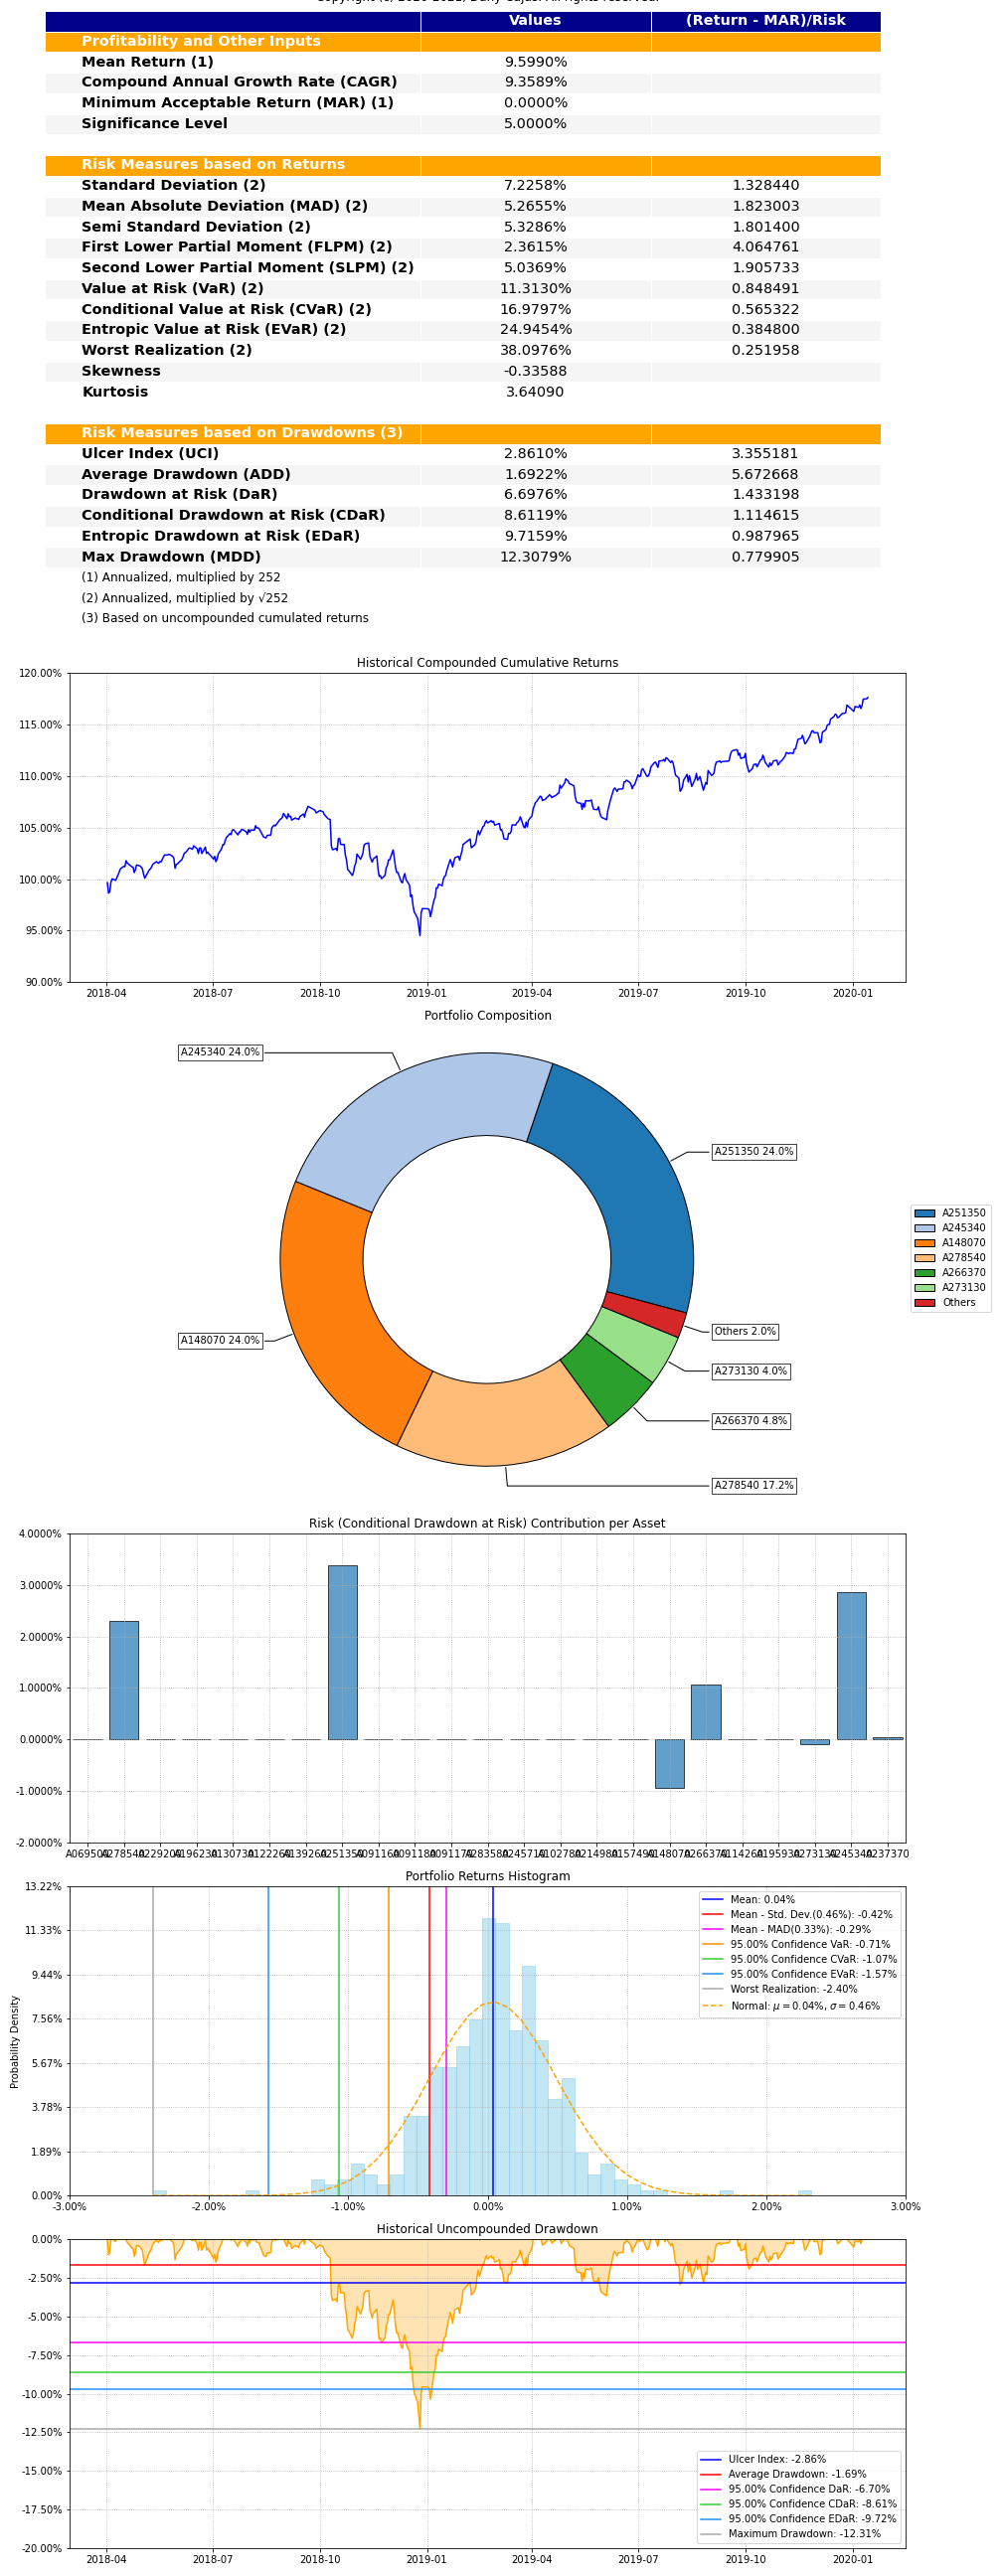 Copyright (c) 2020-2021, Dany Cajas. All rights reserved.
Values (Return - MAR)/Risk
Profitability and Other Inputs
Mean Return (1) 9.5990%
Compound Annual Growth Rate (CAGR) 9.3589%
Minimum Acceptable Return (MAR) (1) 0.0000%
Significance Level 5.0000%
Risk Measures based on Returns
Standard Deviation (2) 7.2258% 1.328440
Mean Absolute Deviation (MAD) (2) 5.2655% 1.823003
Semi Standard Deviation (2) 5.3286% 1.801400
First Lower Partial Moment (FLPM) (2) 2.3615% 4.064761
Second Lower Partial Moment (SLPM) (2) 5.0369% 1.905733
Value at Risk (VaR) (2) 11.3130% 0.848491
Conditional Value at Risk (CVaR) (2) 16.9797% 0.565322
Entropic Value at Risk (EVaR) (2) 24.9454% 0.384800
Worst Realization (2) 38.0976% 0.251958
Skewness -0.33588
Kurtosis 3.64090
Risk Measures based on Drawdowns (3)
Ulcer Index (UCI) 2.8610% 3.355181
Average Drawdown (ADD) 1.6922% 5.672668
Drawdown at Risk (DaR) 6.6976% 1.433198
Conditional Drawdown at Risk (CDaR) 8.6119% 1.114615
Entropic Drawdown at Risk (EDaR) 9.7159% 0.987965
Max Drawdown (MDD) 12.3079% 0.779905
(1) Annualized, multiplied by 252
(2) Annualized, multiplied by √252
(3) Based on uncompounded cumulated returns
Historical Compounded Cumulative Returns
120.00%
115.00%
110.00%
105.00%
100.00%
95.00%
90.00%
2018-04 2018-07 2018-10 2019-01 2019-04 2019-07 2019-10 2020-01
Portfolio Composition
A245340 24.0%
A251350 24.0%
A148070 24.0%
Others 2.0%
A273130 4.0%
A266370 4.8%
A278540 17.2%
A251350
A245340
A148070
A278540
A266370
A273130
Others
Risk (Conditional Drawdown at Risk) Contribution per Asset
4.0000%
3.0000%
2.0000%
1.0000%
0.0000%
-1.0000%
-2.0000%
A237370
Portfolio Returns Histogram
Probability Density
13.22%
11.33%
9.44%
7.56%
5.67%
3.78%
1.89%
0.00%
-3.00% -2.00% -1.00% 0.00% 1.00% 2.00% 3.00%
Mean: 0.04%
Mean - Std. Dev.(0.46%): -0.42%
Mean - MAD(0.33%): -0.29%
95.00% Confidence VaR: -0.71%
95.00% Confidence CVaR: -1.07%
95.00% Confidence EVaR: -1.57%
Worst Realization: -2.40%
Normal: μ = 0.04%, σ = 0.46%
Historical Uncompounded Drawdown
0.00%
-2.50%
-5.00%
-7.50%
-10.00%
-12.50%
-15.00%
-17.50%
-20.00%
2018-04 2018-07 2018-10 2019-01 2019-04 2019-07 2019-10 2020-01
Ulcer Index: -2.86%
Average Drawdown: -1.69%
95.00% Confidence DaR: -6.70%
95.00% Confidence CDaR: -8.61%
95.00% Confidence EDaR: -9.72%
Maximum Drawdown: -12.31%